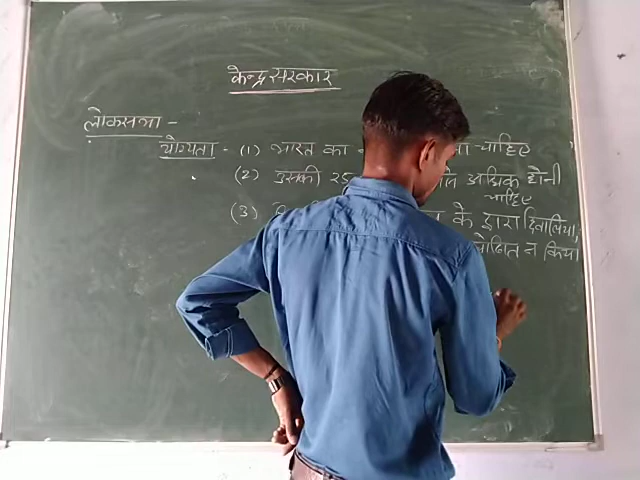 केन्द्र सरकार
लोकसभा -
योग्यता - (1) भारत का चाहिए
(2) उसकी 25 अधिक होनी
चाहिए
(3) के द्वारा दिवालिया,
न किया